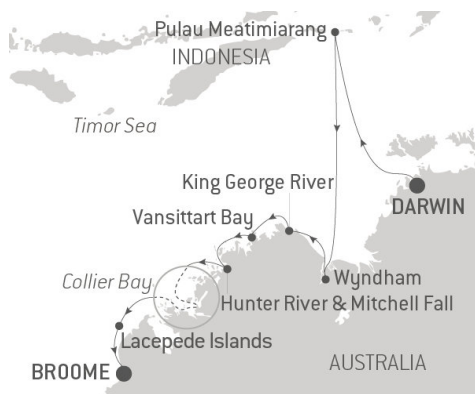 Pulau Meatimiarang
INDONESIA
Timor Sea
King George River
DARWIN
Vansittart Bay
Collier Bay
Wyndham
Hunter River & Mitchell Fall
Lacepede Islands
AUSTRALIA
BROOME